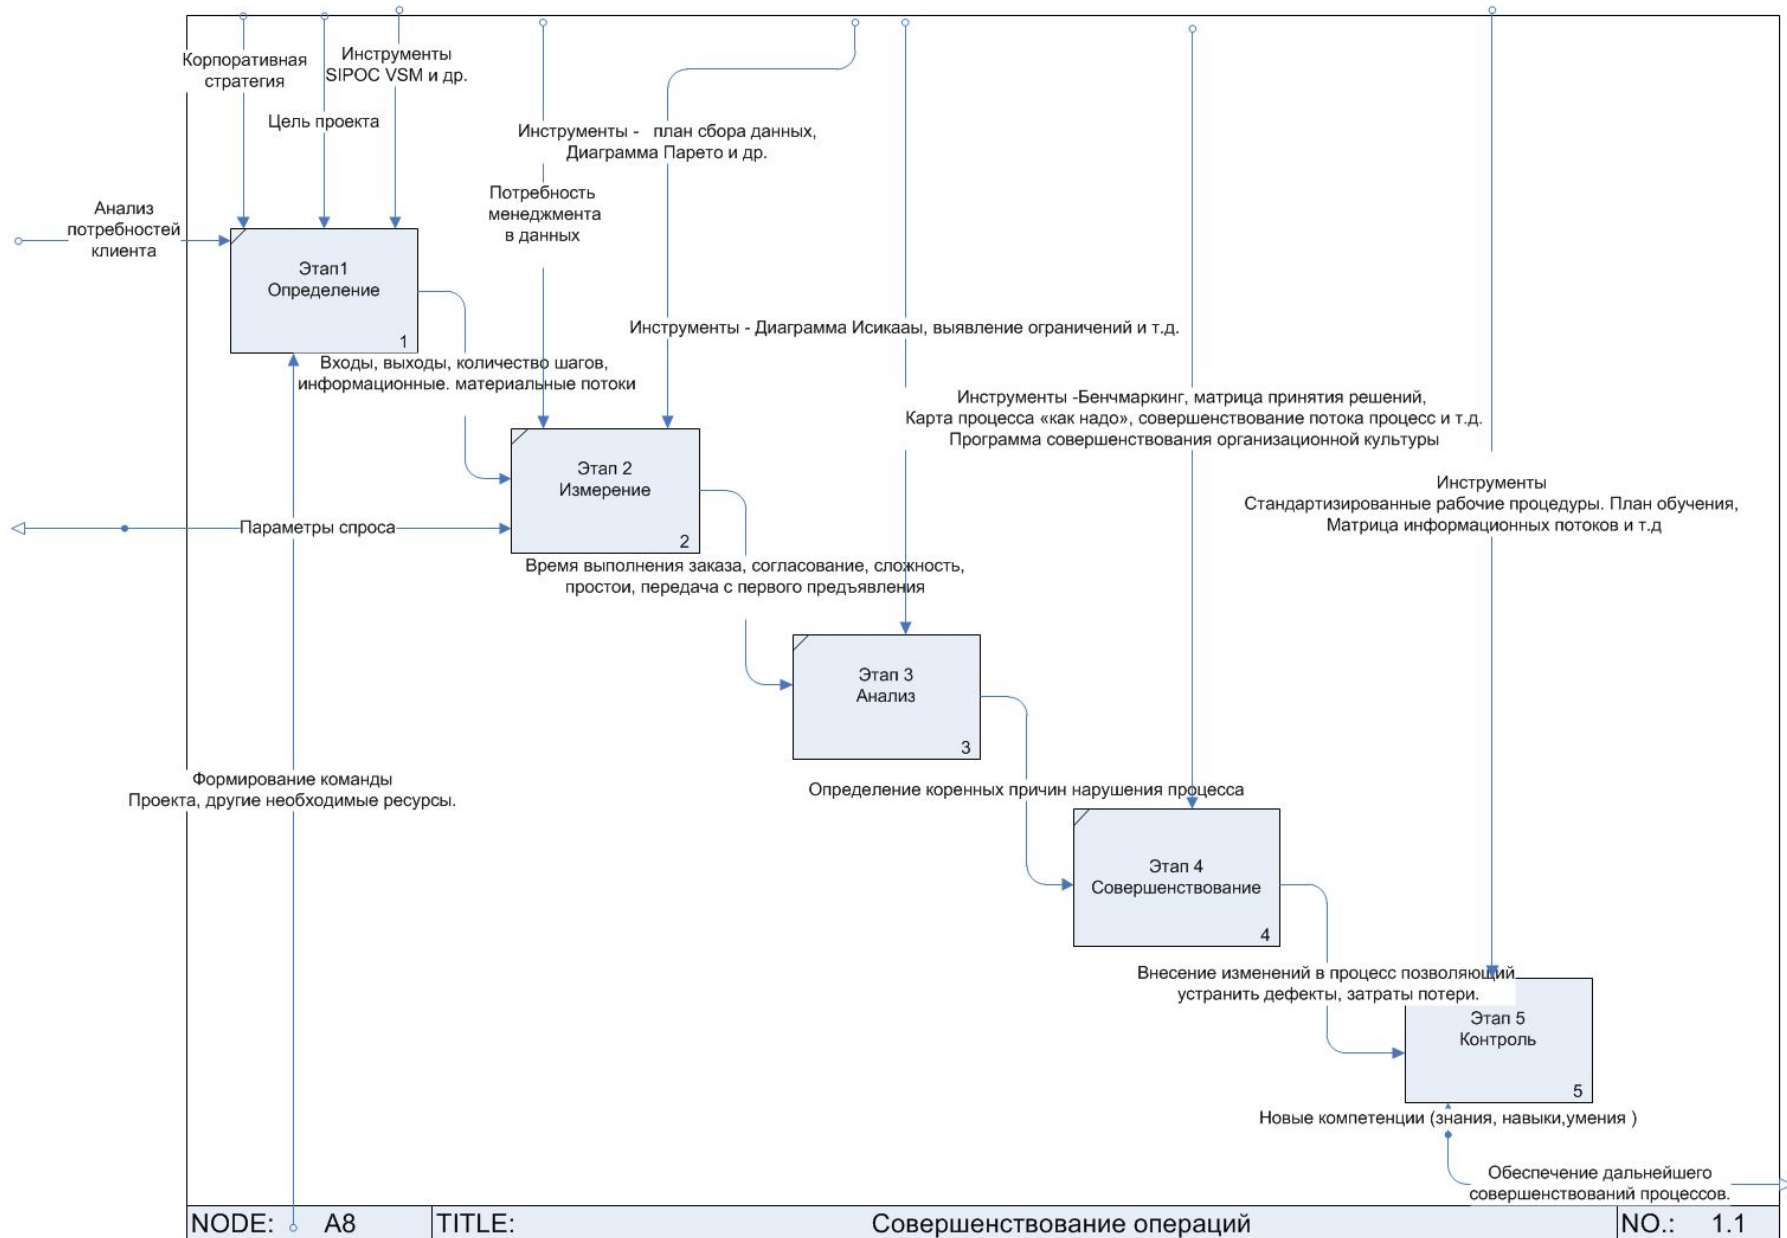 Корпоративная
стратегия
Инструменты
SIPOC VSM и др.
Цель проекта
Инструменты - план сбора данных,
Диаграмма Парето и др.
Потребность
менеджмента
в данных
Анализ
потребностей
клиента
Этап1
Определение
1
Инструменты - Диаграмма Исикааы, выявление ограничений и т.д.
Входы, выходы, количество шагов,
информационные. материальные потоки
Инструменты -Бенчмаркинг, матрица принятия решений,
Карта процесса «как надо», совершенствование потока процесс и т.д.
Программа совершенствования организационной культуры
Этап 2
Измерение
2
Инструменты
Стандартизированные рабочие процедуры. План обучения,
Матрица информационных потоков и т.д
Параметры спроса
Время выполнения заказа, согласование, сложность,
простои, передача с первого предъявления
Этап 3
Анализ
3
Формирование команды
Проекта, другие необходимые ресурсы.
Определение коренных причин нарушения процесса
Этап 4
Совершенствование
4
Внесение изменений в процесс позволяющий
устранить дефекты, затраты потери.
Этап 5
Контроль
5
Новые компетенции (знания, навыки,умения )
Обеспечение дальнейшего
совершенствований процессов.
NODE: A8 TITLE: Совершенствование операций NO.: 1.1